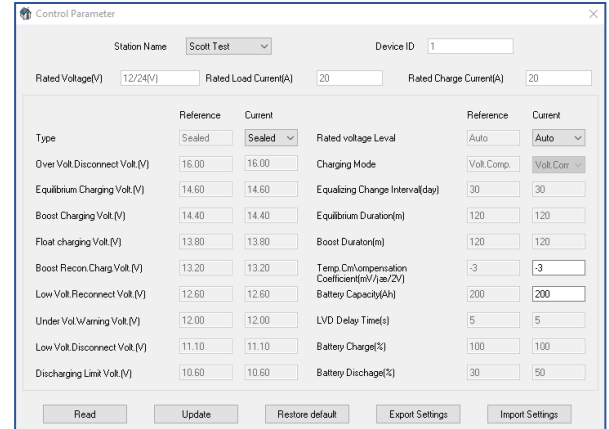 Control Parameter
Station Name Scott Test Device ID 1
Rated Voltage(V) 12/24(V) Rated Load Current(A) 20 Rated Charge Current(A) 20
Reference Current Reference Current
Type Sealed Sealed Rated voltage Leval Auto Auto
Over Volt.Disconnect Volt.(V) 16.00 16.00 Charging Mode Volt.Comp. Volt.Corr
Equilibrium Charging Volt.(V) 14.60 14.60 Equalizing Change Interval(day) 30 30
Boost Charging Volt.(V) 14.40 14.40 Equilibrium Duration(m) 120 120
Float charging Volt.(V) 13.80 13.80 Boost Duraton(m) 120 120
Boost Recon.Charg.Volt.(V) 13.20 13.20 Temp.Cm\ompensation -3 -3
Coefficient(mV/¡æ/2V)
Low Volt.Reconnect Volt.(V) 12.60 12.60 Battery Capacity(Ah) 200 200
Under Vol.Warning Volt.(V) 12.00 12.00 LVD Delay Time(s) 5 5
Low Volt.Disconnect Volt.(V) 11.10 11.10 Battery Charge(%) 100 100
Discharging Limit Volt.(V) 10.60 10.60 Battery Dischage(%) 30 50
Read Update Restore default Export Settings Import Settings